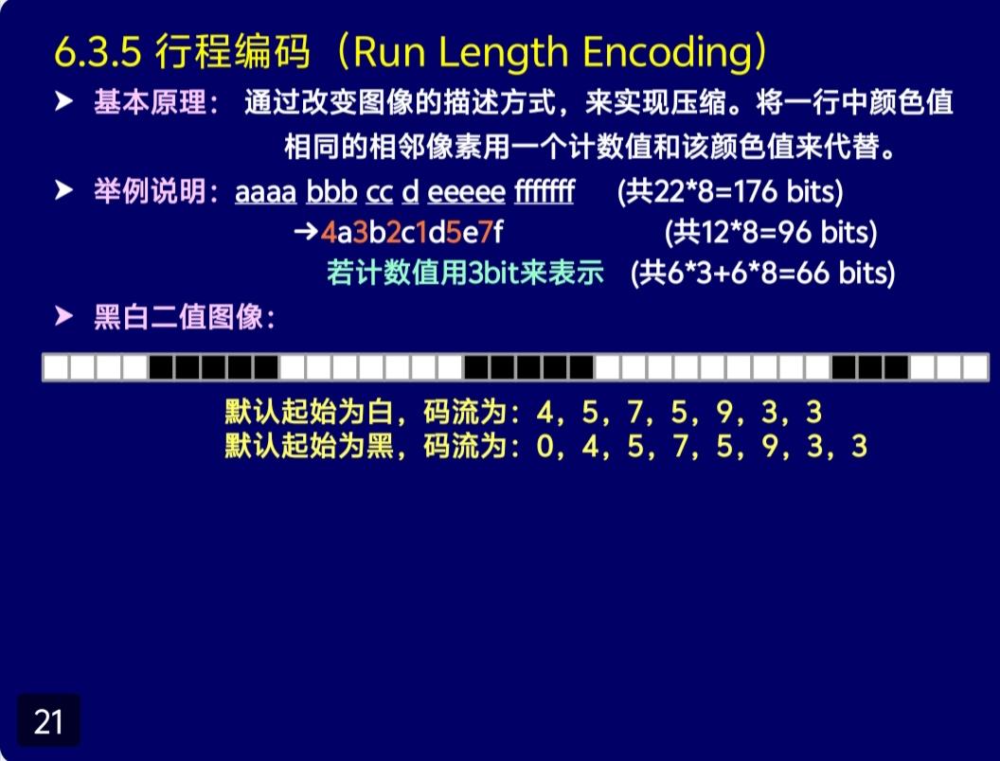 6.3.5 行程编码（Run Length Encoding）
➤ 基本原理： 通过改变图像的描述方式，来实现压缩。将一行中颜色值
相同的相邻像素用一个计数值和该颜色值来代替。
➤ 举例说明：aaaa bbb cc d eeeee fffffff (共22*8=176 bits)
→4a3b2c1d5e7f (共12*8=96 bits)
若计数值用3bit来表示 (共6*3+6*8=66 bits)
➤ 黑白二值图像：
默认起始为白，码流为：4，5，7，5，9，3，3
默认起始为黑，码流为：0，4，5，7，5，9，3，3
21